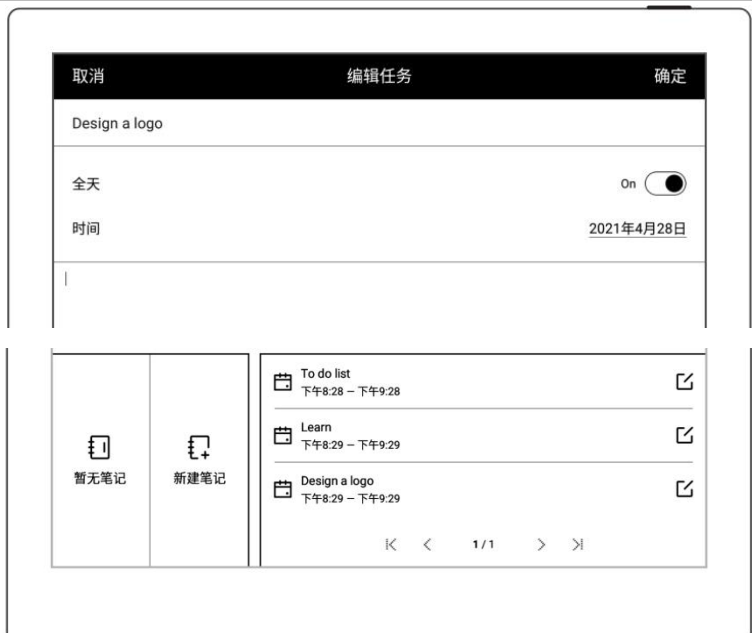 取消 编辑任务 确定
Design a logo
全天 On
时间 2021年4月28日
To do list
下午8:28 – 下午9:28
Learn
下午8:29 – 下午9:29
Design a logo
下午8:29 – 下午9:29
暂无笔记 新建笔记
1 / 1